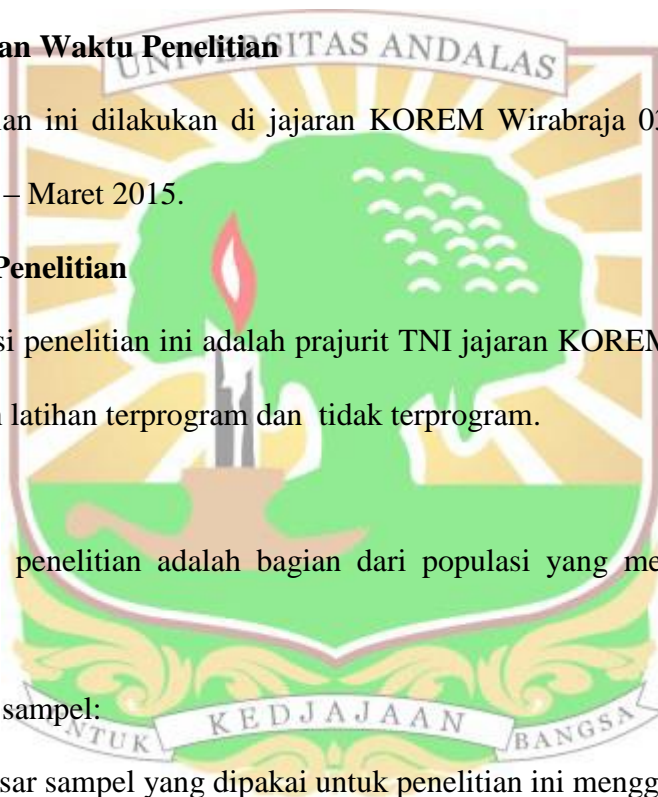 an Waktu Penelitian
UNIVERSITAS ANDALAS
an ini dilakukan di jajaran KOREM Wirabraja 03
– Maret 2015.
Penelitian
si penelitian ini adalah prajurit TNI jajaran KOREM
latihan terprogram dan tidak terprogram.
penelitian adalah bagian dari populasi yang me
sampel:
UNTUK KEDJAJAAN BANGSA
sar sampel yang dipakai untuk penelitian ini mengg